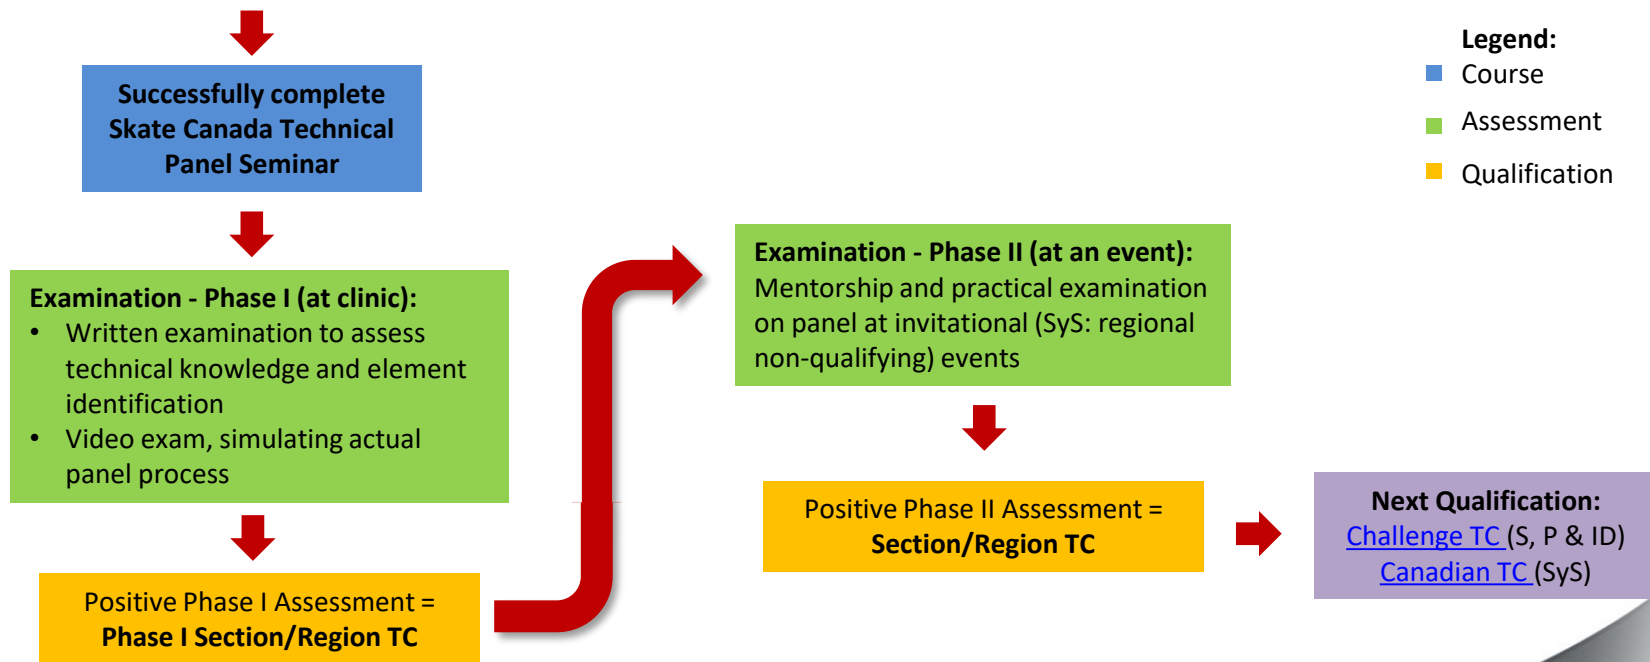 Successfully complete
Skate Canada Technical
Panel Seminar
Examination - Phase I (at clinic):
• Written examination to assess
technical knowledge and element
identification
• Video exam, simulating actual
panel process
Positive Phase I Assessment =
Phase I Section/Region TC
Examination - Phase II (at an event):
Mentorship and practical examination
on panel at invitational (SyS: regional
non-qualifying) events
Positive Phase II Assessment =
Section/Region TC
Next Qualification:
Challenge TC (S, P & ID)
Canadian TC (SyS)
Legend:
Course
Assessment
Qualification